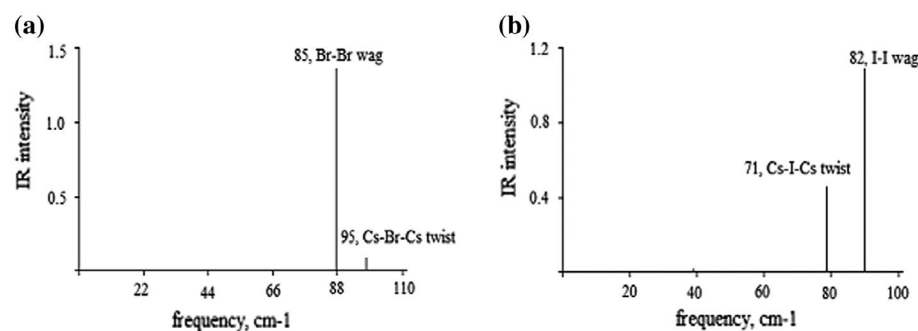 (a)
1.5
1.0
0.5
IR intensity
85, Br-Br wag
95, Cs-Br-Cs twist
22 44 66 88 110
frequency, cm-1
(b)
1.2
0.8
0.4
IR intensity
82, I-I wag
71, Cs-I-Cs twist
20 40 60 80 100
frequency, cm-1